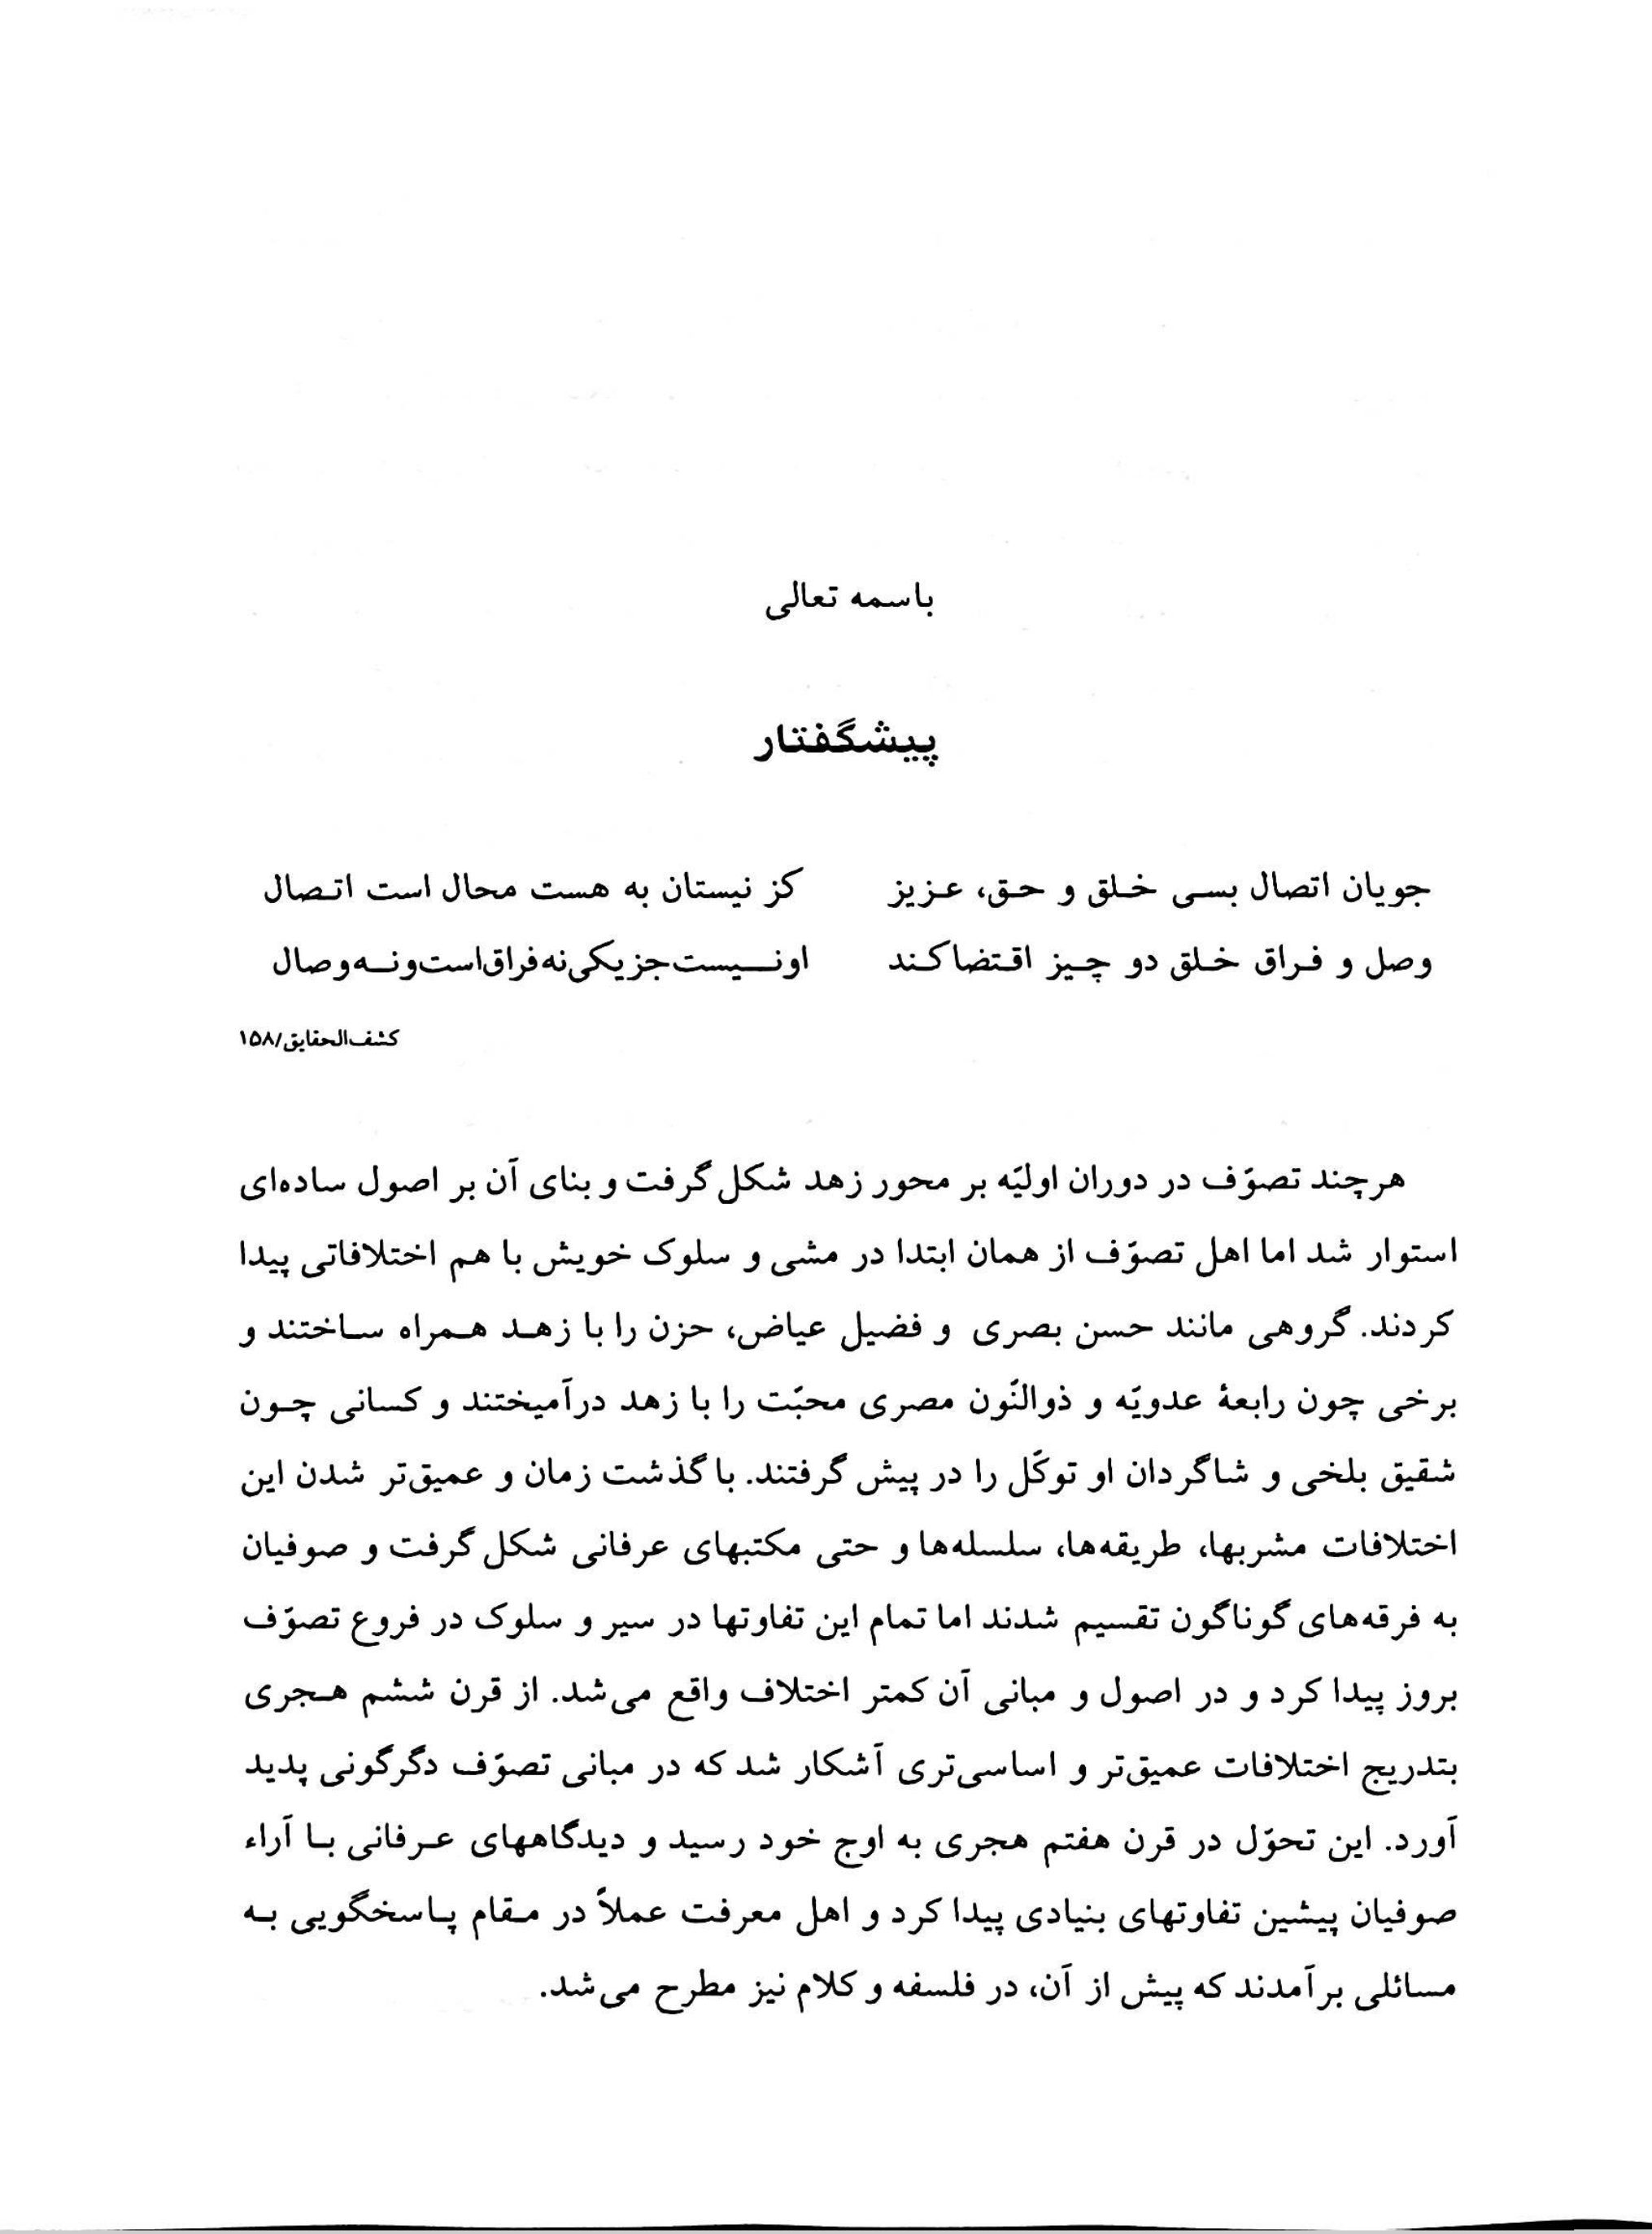 باسمه تعالی
پیشگفتار
جویان اتصال بسی خلق و حق، عزیز کز نیستان به هست محال است اتصال
وصل و فراق خلق دو چیز اقتضا کند او نیست جز یکی نه فراق است و نه وصال
کشف‌الحقایق/۱۵۸
هرچند تصوّف در دوران اولیّه بر محور زهد شکل گرفت و بنای آن بر اصول ساده‌ای
استوار شد اما اهل تصوّف از همان ابتدا در مشی و سلوک خویش با هم اختلافاتی پیدا
کردند. گروهی مانند حسن بصری و فضیل عیاض، حزن را با زهد همراه ساختند و
برخی چون رابعهٔ عدویّه و ذوالنّون مصری محبّت را با زهد درآمیختند و کسانی چون
شقیق بلخی و شاگردان او توکّل را در پیش گرفتند. با گذشت زمان و عمیق‌تر شدن این
اختلافات مشربها، طریقه‌ها، سلسله‌ها و حتی مکتبهای عرفانی شکل گرفت و صوفیان
به فرقه‌های گوناگون تقسیم شدند اما تمام این تفاوتها در سیر و سلوک در فروع تصوّف
بروز پیدا کرد و در اصول و مبانی آن کمتر اختلاف واقع می‌شد. از قرن ششم هجری
بتدریج اختلافات عمیق‌تر و اساسی‌تری آشکار شد که در مبانی تصوّف دگرگونی پدید
آورد. این تحوّل در قرن هفتم هجری به اوج خود رسید و دیدگاههای عرفانی با آراء
صوفیان پیشین تفاوتهای بنیادی پیدا کرد و اهل معرفت عملاً در مقام پاسخگویی به
مسائلی برآمدند که پیش از آن، در فلسفه و کلام نیز مطرح می‌شد.